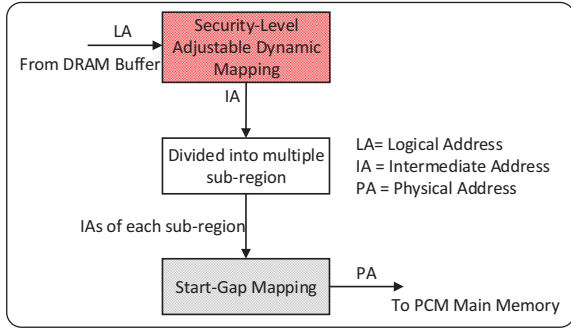 LA
From DRAM Buffer
Security-Level
Adjustable Dynamic
Mapping
IA
Divided into multiple
sub-region
LA= Logical Address
IA = Intermediate Address
PA = Physical Address
IAs of each sub-region
Start-Gap Mapping
PA
To PCM Main Memory